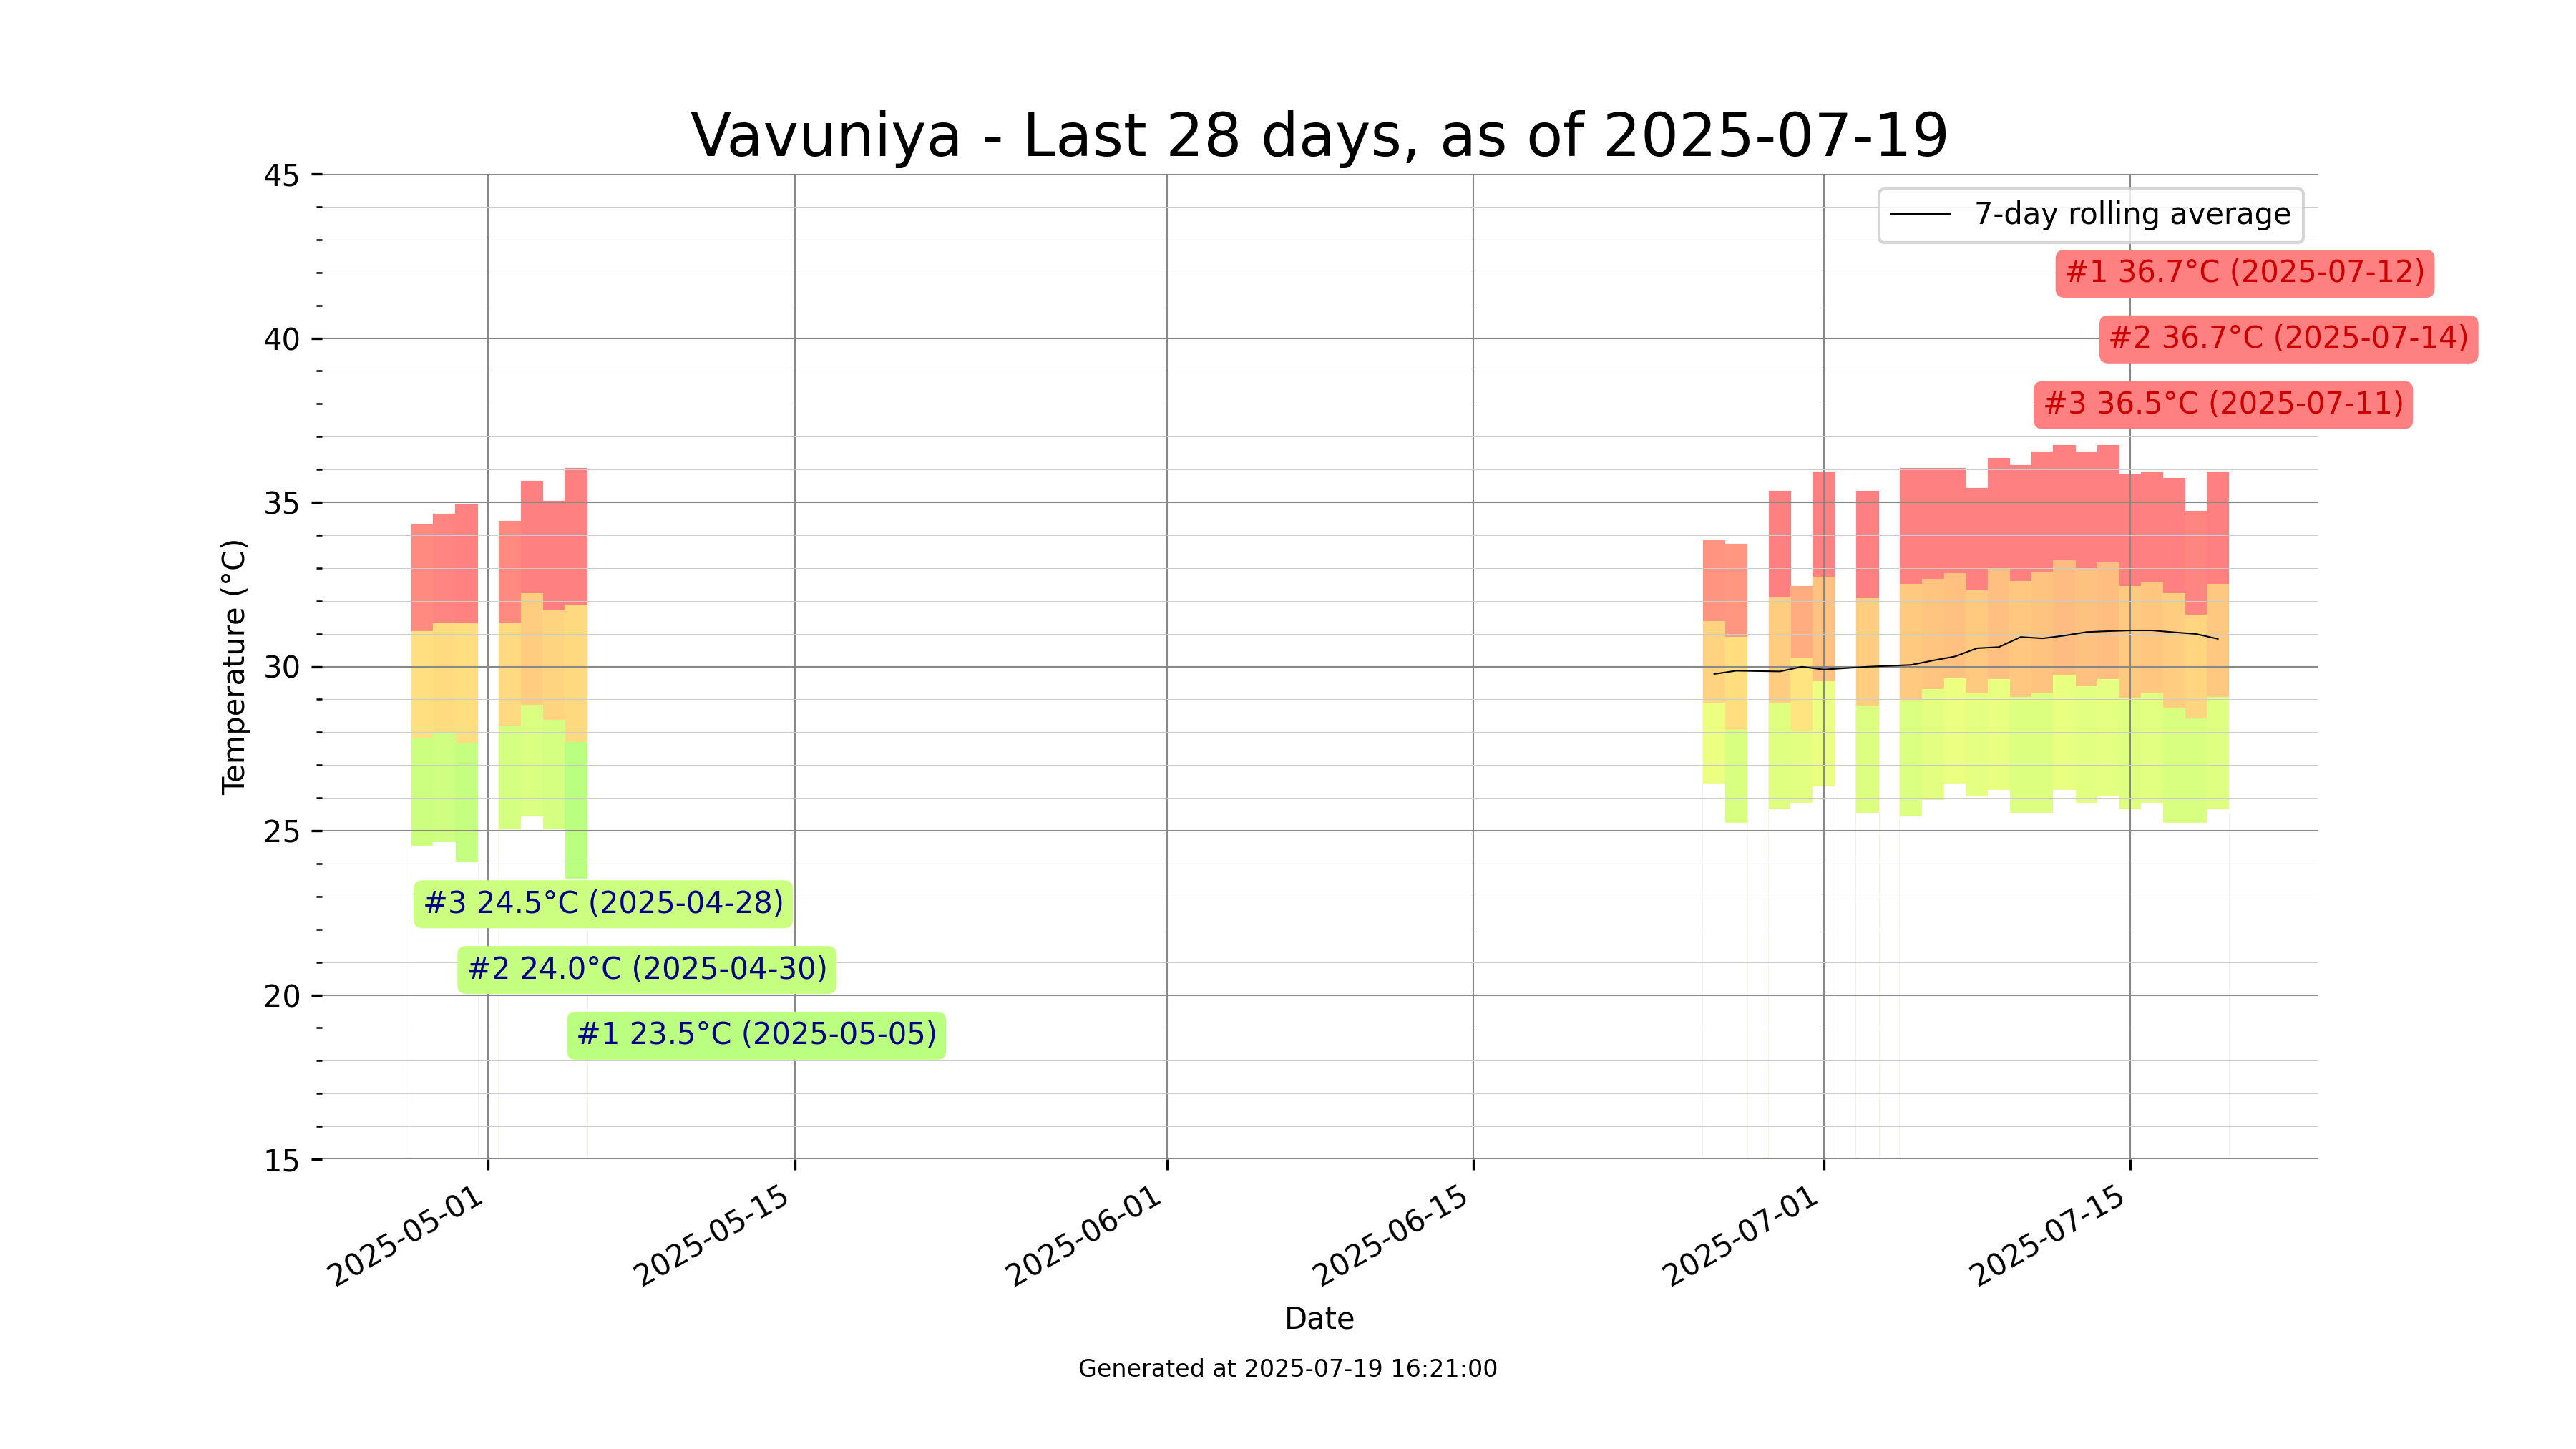 Vavuniya - Last 28 days, as of 2025-07-19
45
7-day rolling average
#1 36.7°C (2025-07-12)
40
#2 36.7°C (2025-07-14)
#3 36.5°C (2025-07-11)
35
Temperature (°C)
30
25
#3 24.5°C (2025-04-28)
#2 24.0°C (2025-04-30)
20
#1 23.5°C (2025-05-05)
15
2025-05-01
2025-05-15
2025-06-01
2025-06-15
2025-07-01
2025-07-15
Date
Generated at 2025-07-19 16:21:00